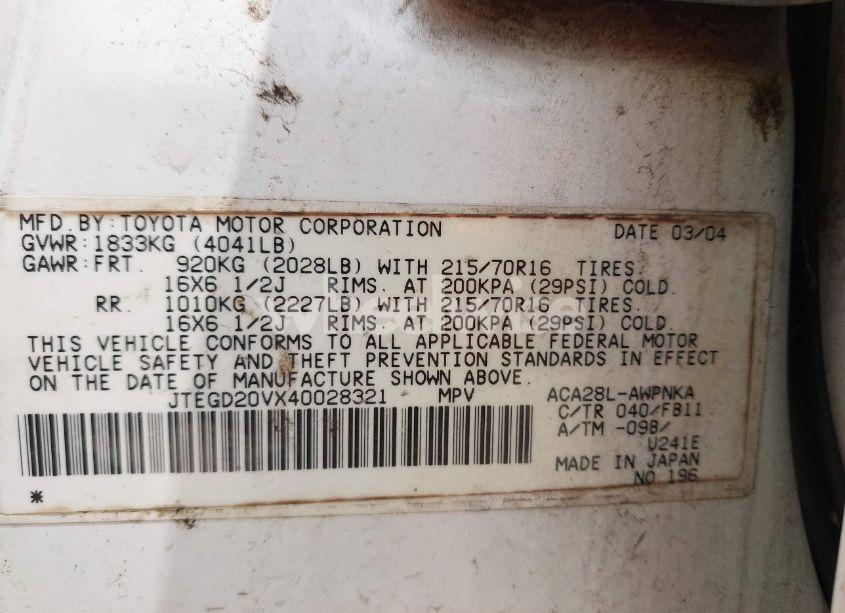 MFD.BY:TOYOTA MOTOR CORPORATION DATE 03/04
GVWR:1833KG (4041LB)
GAWR:FRT. 920KG (2028LB) WITH 215/70R16 TIRES.
16X6 1/2J RIMS. AT 200KPA (29PSI) COLD.
RR. 1010KG (2227LB) WITH 215/70R16 TIRES.
16X6 1/2J RIMS. AT 200KPA (29PSI) COLD.
THIS VEHICLE CONFORMS TO ALL APPLICABLE FEDERAL MOTOR
VEHICLE SAFETY AND THEFT PREVENTION STANDARDS IN EFFECT
ON THE DATE OF MANUFACTURE SHOWN ABOVE.
JTEGD20VX40028321 MPV ACA28L-AWPNKA
C/TR 040/FB11
A/TM -09B/
U241E
MADE IN JAPAN
NO 196
*